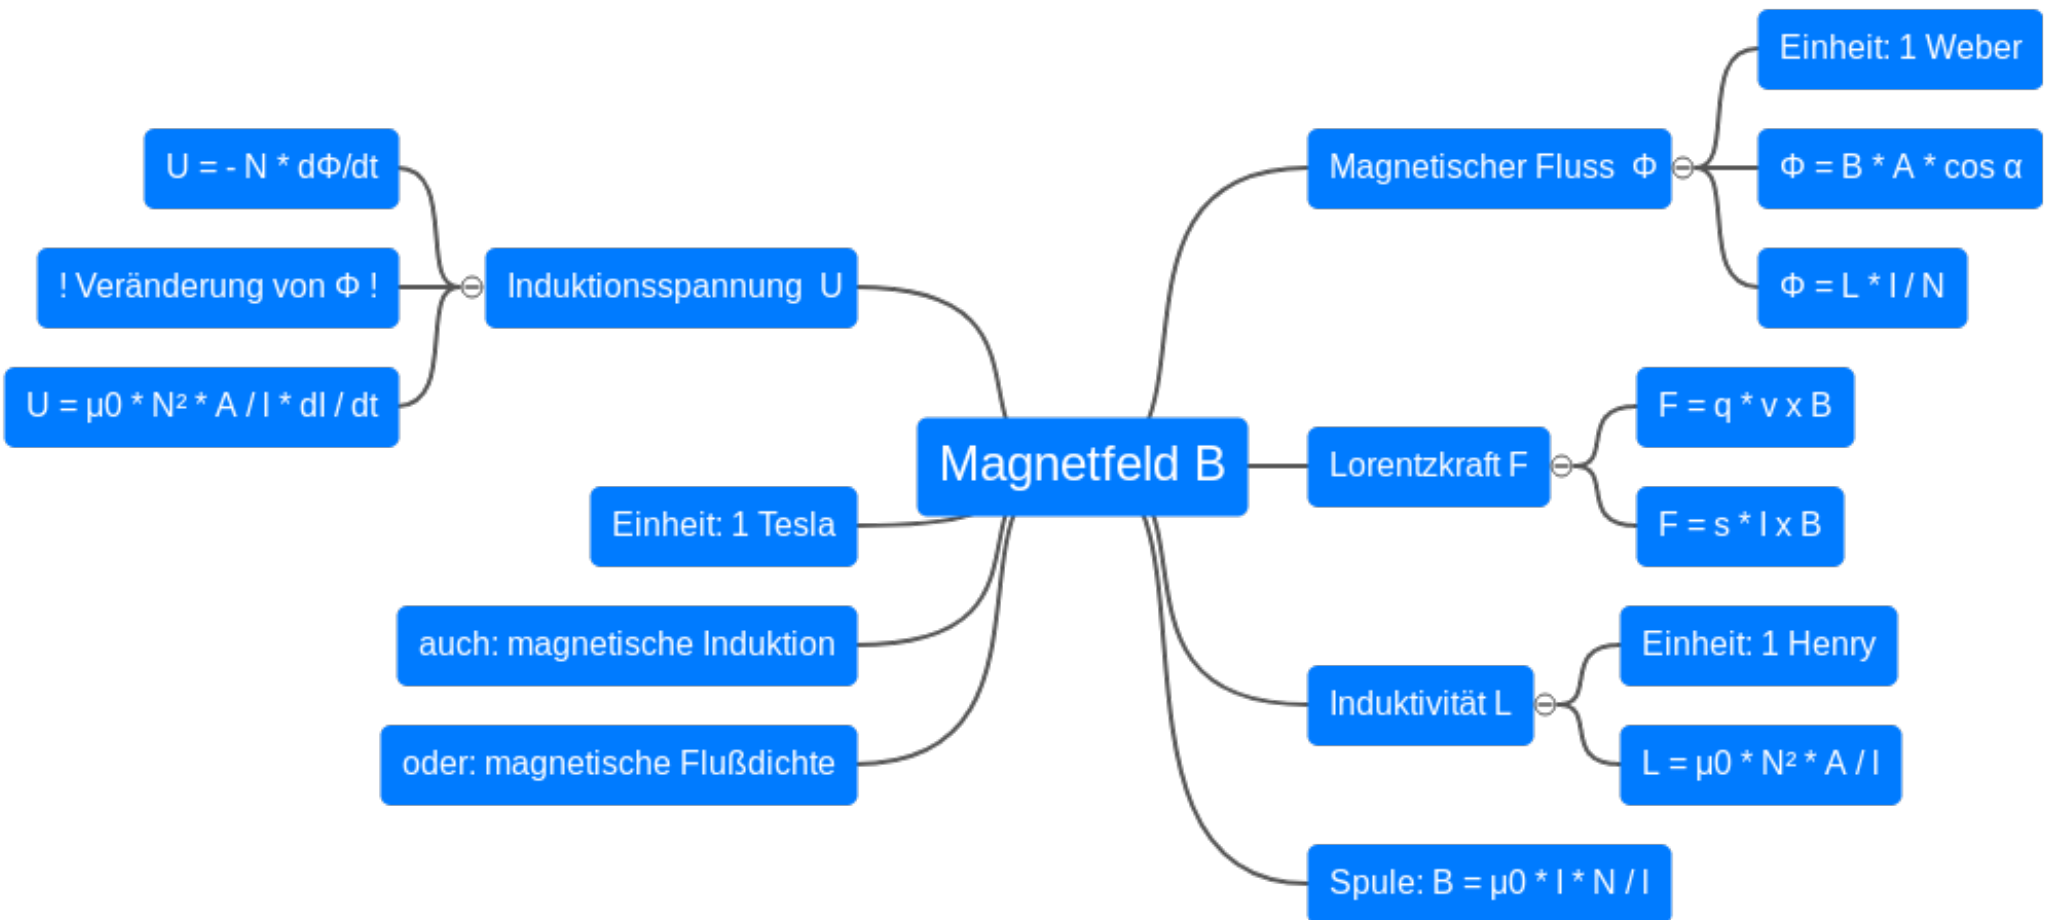 Magnetfeld B
Magnetischer Fluss Φ
Einheit: 1 Weber
Φ = B * A * cos α
Φ = L * I / N
Lorentzkraft F
F = q * v x B
F = s * I x B
Induktivität L
Einheit: 1 Henry
L = μ0 * N² * A / l
Spule: B = μ0 * I * N / l
Induktionsspannung U
U = - N * dΦ/dt
! Veränderung von Φ !
U = μ0 * N² * A / l * dI / dt
Einheit: 1 Tesla
auch: magnetische Induktion
oder: magnetische Flußdichte